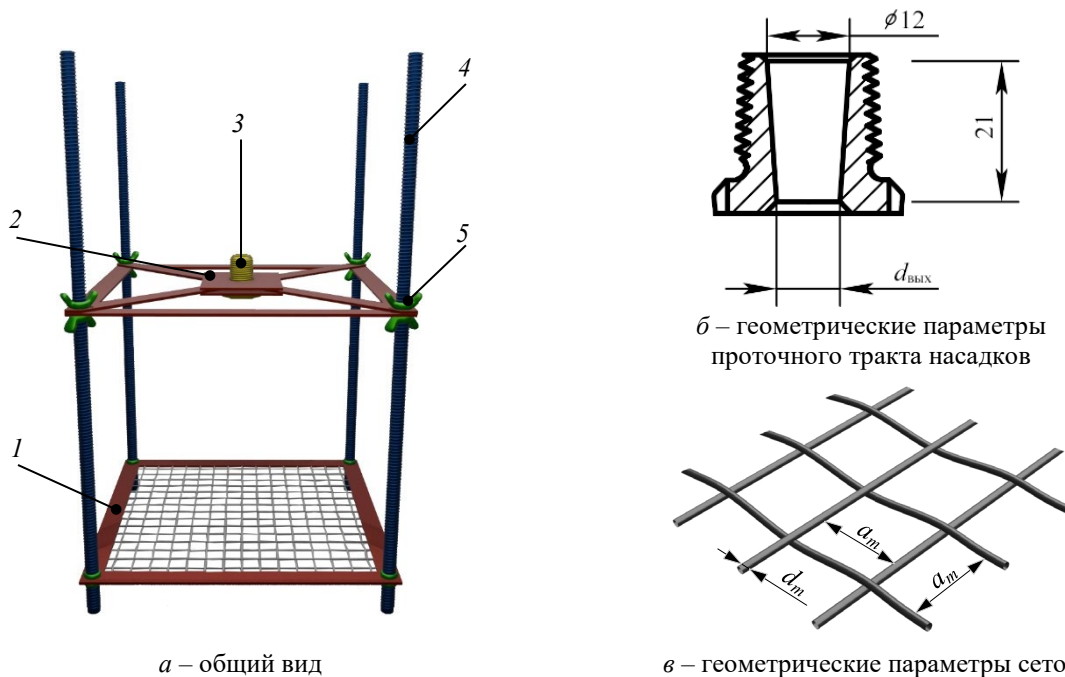 4
3
2
5
1
а – общий вид
⌀12
21
dвых
б – геометрические параметры
проточного тракта насадков
am
am
dm
в – геометрические параметры сето